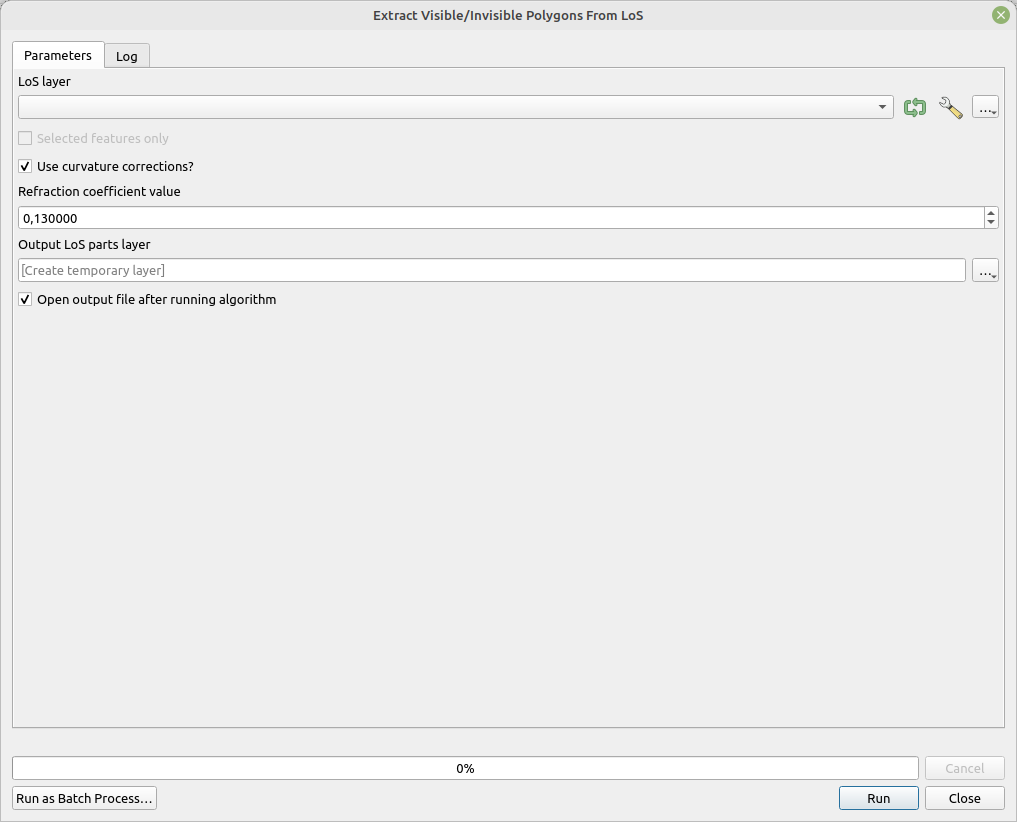 Extract Visible/Invisible Polygons From LoS
Parameters
Log
LoS layer
...
Selected features only
Use curvature corrections?
Refraction coefficient value
0,130000
Output LoS parts layer
[Create temporary layer]
...
Open output file after running algorithm
0%
Cancel
Run as Batch Process...
Run
Close